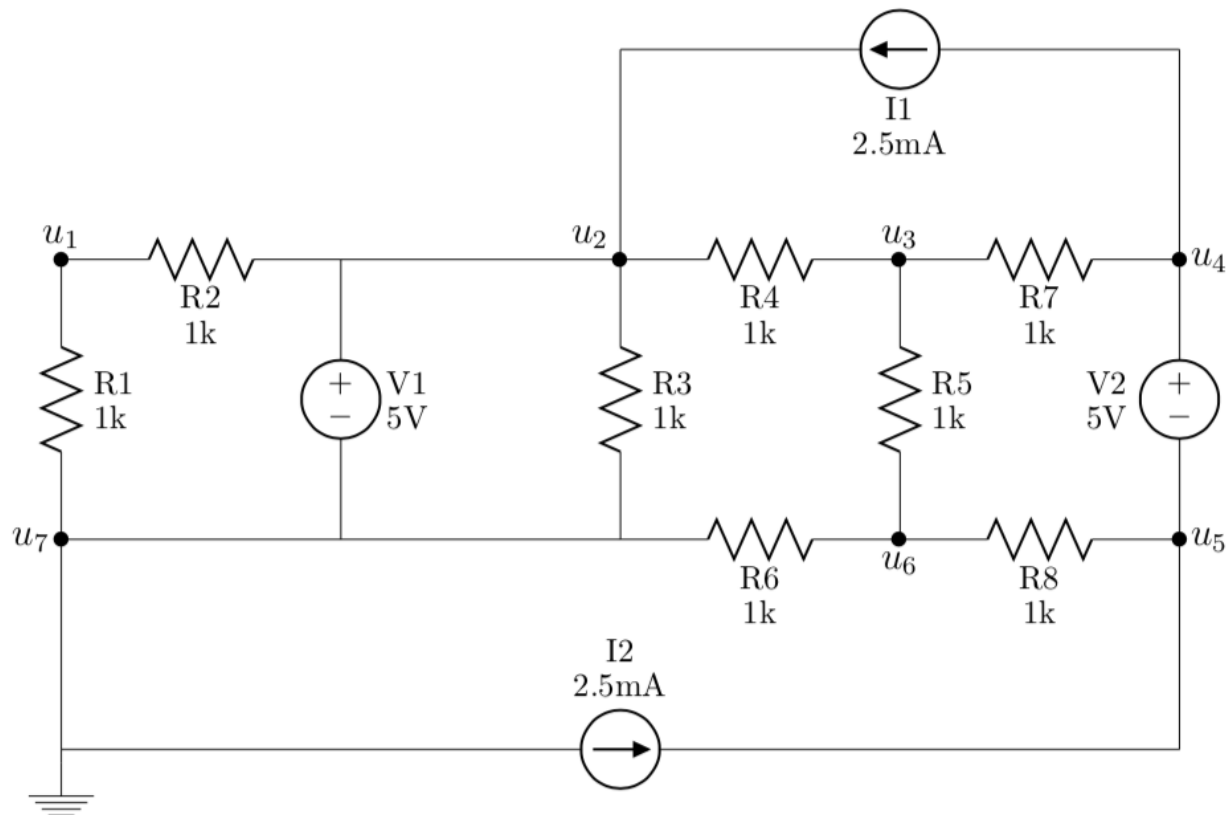 I1
2.5mA
u1
u2
u3
u4
R2
1k
R4
1k
R7
1k
R1
1k
+
−
V1
5V
R3
1k
R5
1k
V2
5V
+
−
u7
u6
u5
R6
1k
R8
1k
I2
2.5mA